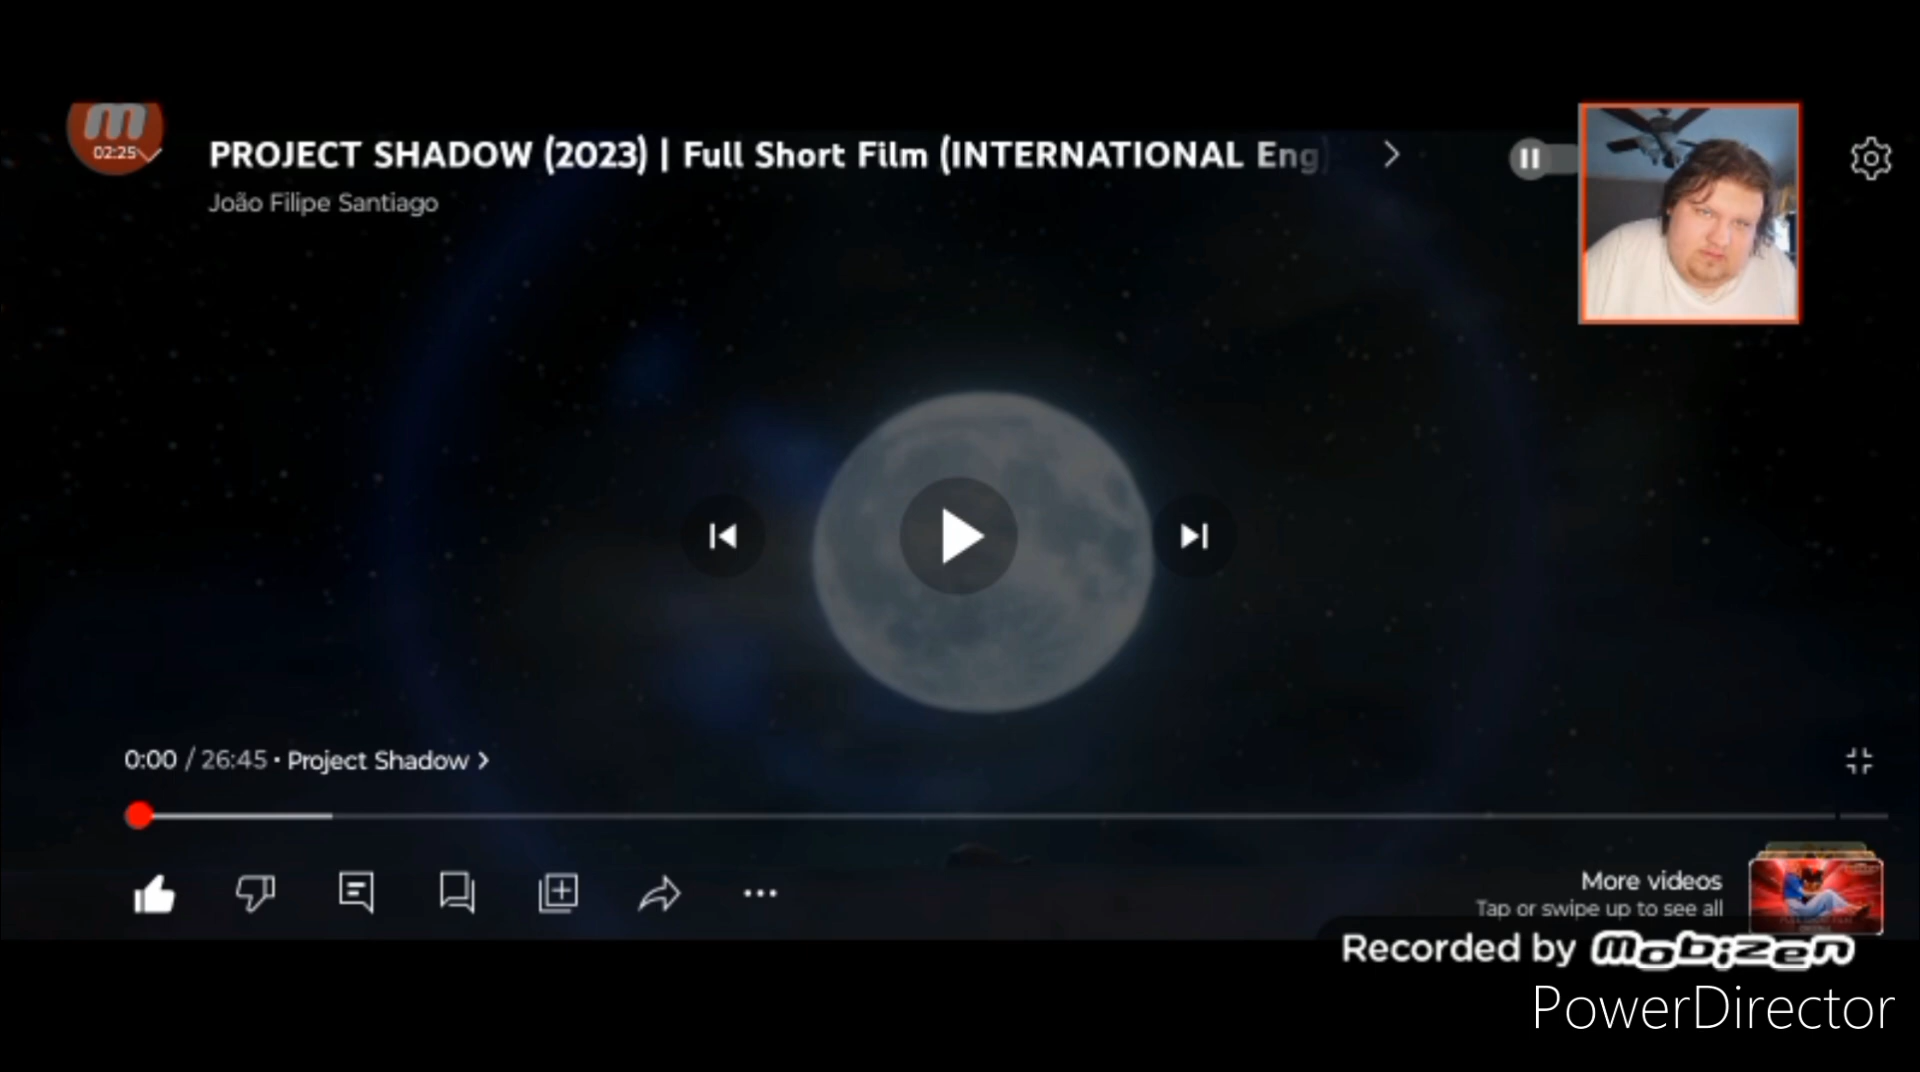 m
02:25
PROJECT SHADOW (2023) | Full Short Film (INTERNATIONAL Eng
João Filipe Santiago
0:00 / 26:45 · Project Shadow >
More videos
Tap or swipe up to see all
Recorded by mobizen
PowerDirector